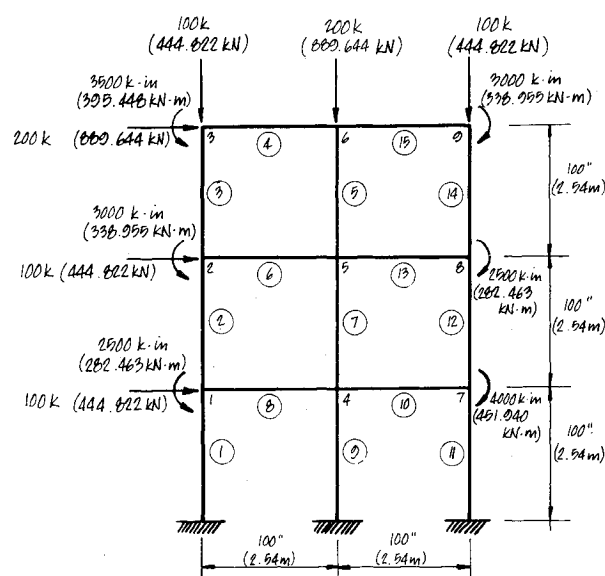 100k
(444.822 kN)
200k
(889.644 kN)
100k
(444.822 kN)
3500 k-in
(395.448 kN-m)
3000 k-in
(338.955 kN-m)
200k (889.644 kN)
3
4
6
15
9
3
5
14
100"
(2.54m)
3000 k-in
(338.955 kN-m)
100k (444.822 kN)
2
6
5
13
8
2500 k-in
(282.463
kN-m)
2
7
12
100"
(2.54m)
2500 k-in
(282.463 kN-m)
100k (444.822 kN)
1
8
4
10
7
4000 k-in
(451.940
kN-m)
1
9
11
100"
(2.54m)
100"
(2.54m)
100"
(2.54m)